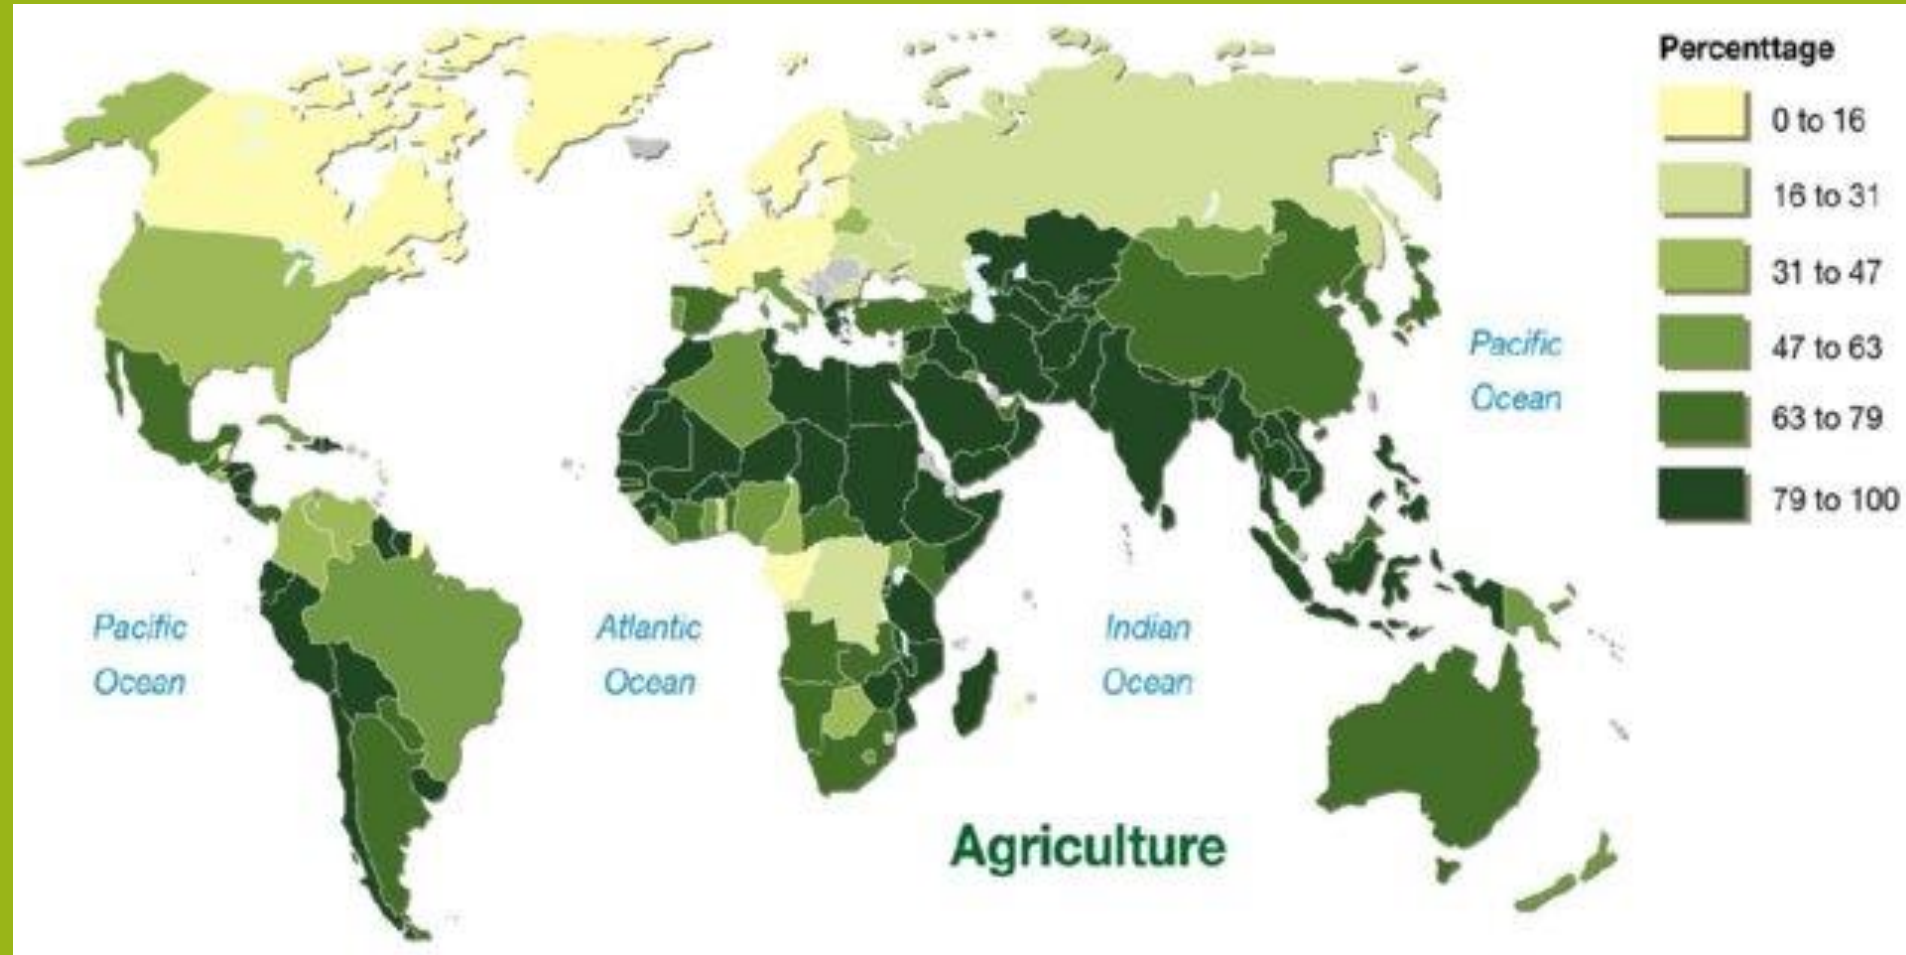 Percenttage
0 to 16
16 to 31
31 to 47
47 to 63
63 to 79
79 to 100
Pacific
Ocean
Pacific
Ocean
Atlantic
Ocean
Indian
Ocean
Agriculture